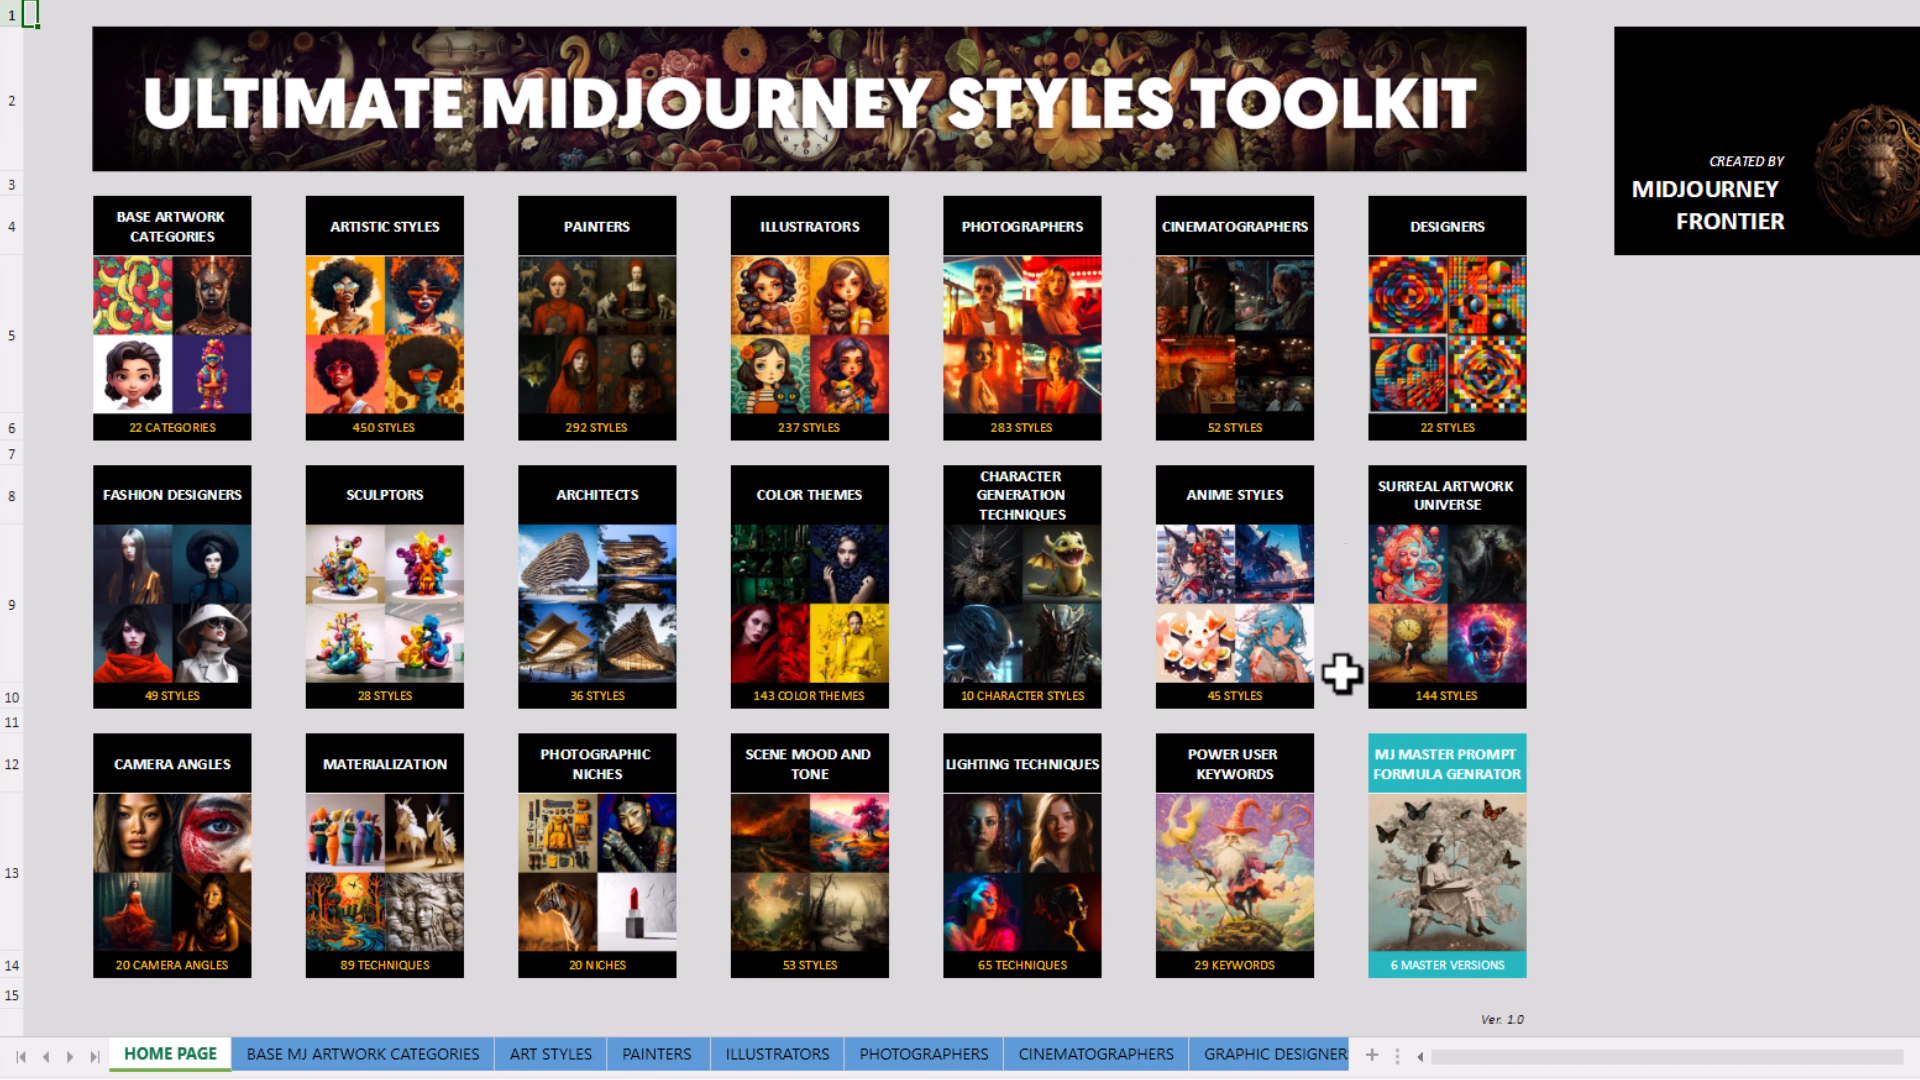 1
2
3
4
5
6
7
8
9
10
11
12
13
14
15
ULTIMATE MIDJOURNEY STYLES TOOLKIT
CREATED BY
MIDJOURNEY
FRONTIER
BASE ARTWORK
CATEGORIES
22 CATEGORIES
ARTISTIC STYLES
450 STYLES
PAINTERS
292 STYLES
ILLUSTRATORS
237 STYLES
PHOTOGRAPHERS
283 STYLES
CINEMATOGRAPHERS
52 STYLES
DESIGNERS
22 STYLES
FASHION DESIGNERS
49 STYLES
SCULPTORS
28 STYLES
ARCHITECTS
36 STYLES
COLOR THEMES
143 COLOR THEMES
CHARACTER
GENERATION
TECHNIQUES
10 CHARACTER STYLES
ANIME STYLES
45 STYLES
SURREAL ARTWORK
UNIVERSE
144 STYLES
CAMERA ANGLES
20 CAMERA ANGLES
MATERIALIZATION
89 TECHNIQUES
PHOTOGRAPHIC
NICHES
20 NICHES
SCENE MOOD AND
TONE
53 STYLES
LIGHTING TECHNIQUES
65 TECHNIQUES
POWER USER
KEYWORDS
29 KEYWORDS
MJ MASTER PROMPT
FORMULA GENRATOR
6 MASTER VERSIONS
Ver. 1.0
HOME PAGE
BASE MJ ARTWORK CATEGORIES
ART STYLES
PAINTERS
ILLUSTRATORS
PHOTOGRAPHERS
CINEMATOGRAPHERS
GRAPHIC DESIGNER